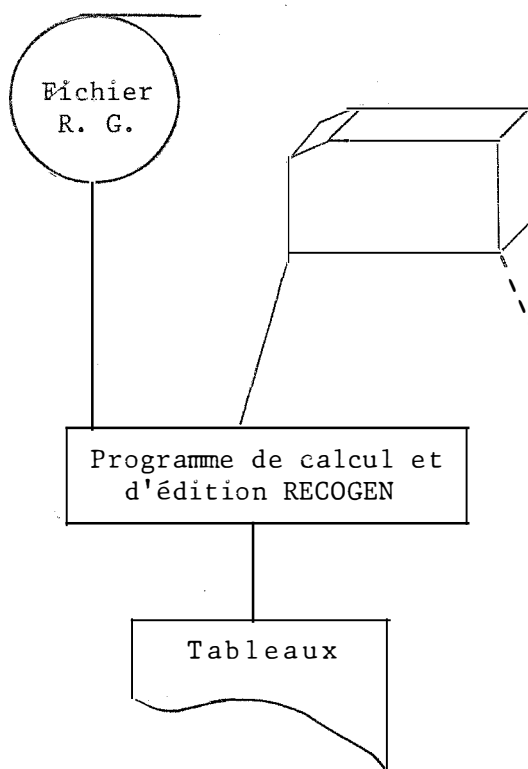 Fichier
R. G.
Programme de calcul et
d'édition RECOGEN
Tableaux